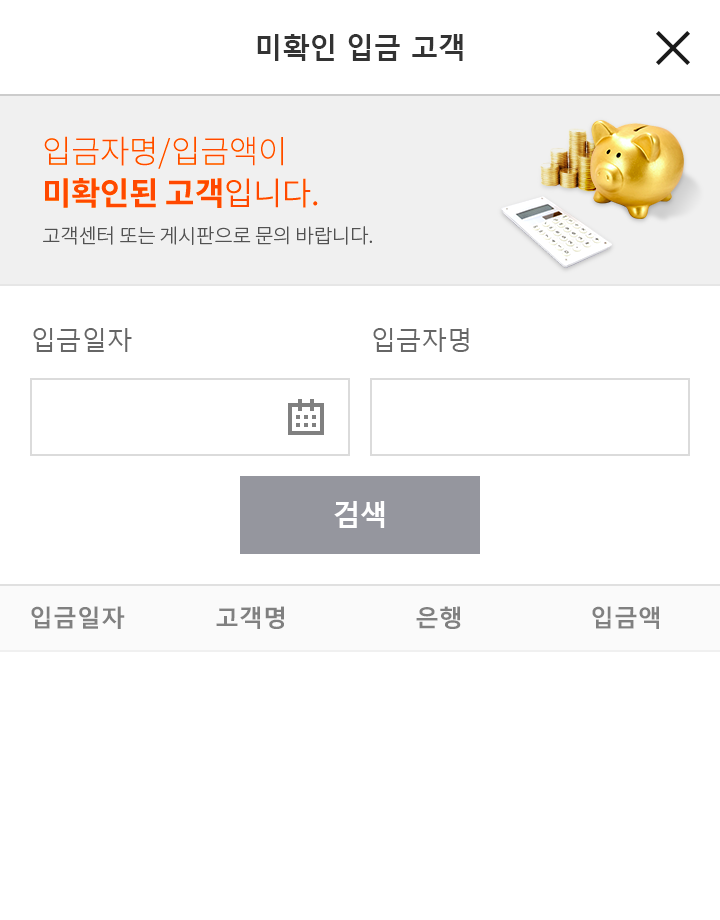 미확인 입금 고객
입금자명/입금액이
미확인된 고객입니다.
고객센터 또는 게시판으로 문의 바랍니다.
입금일자 입금자명
검색
입금일자 고객명 은행 입금액